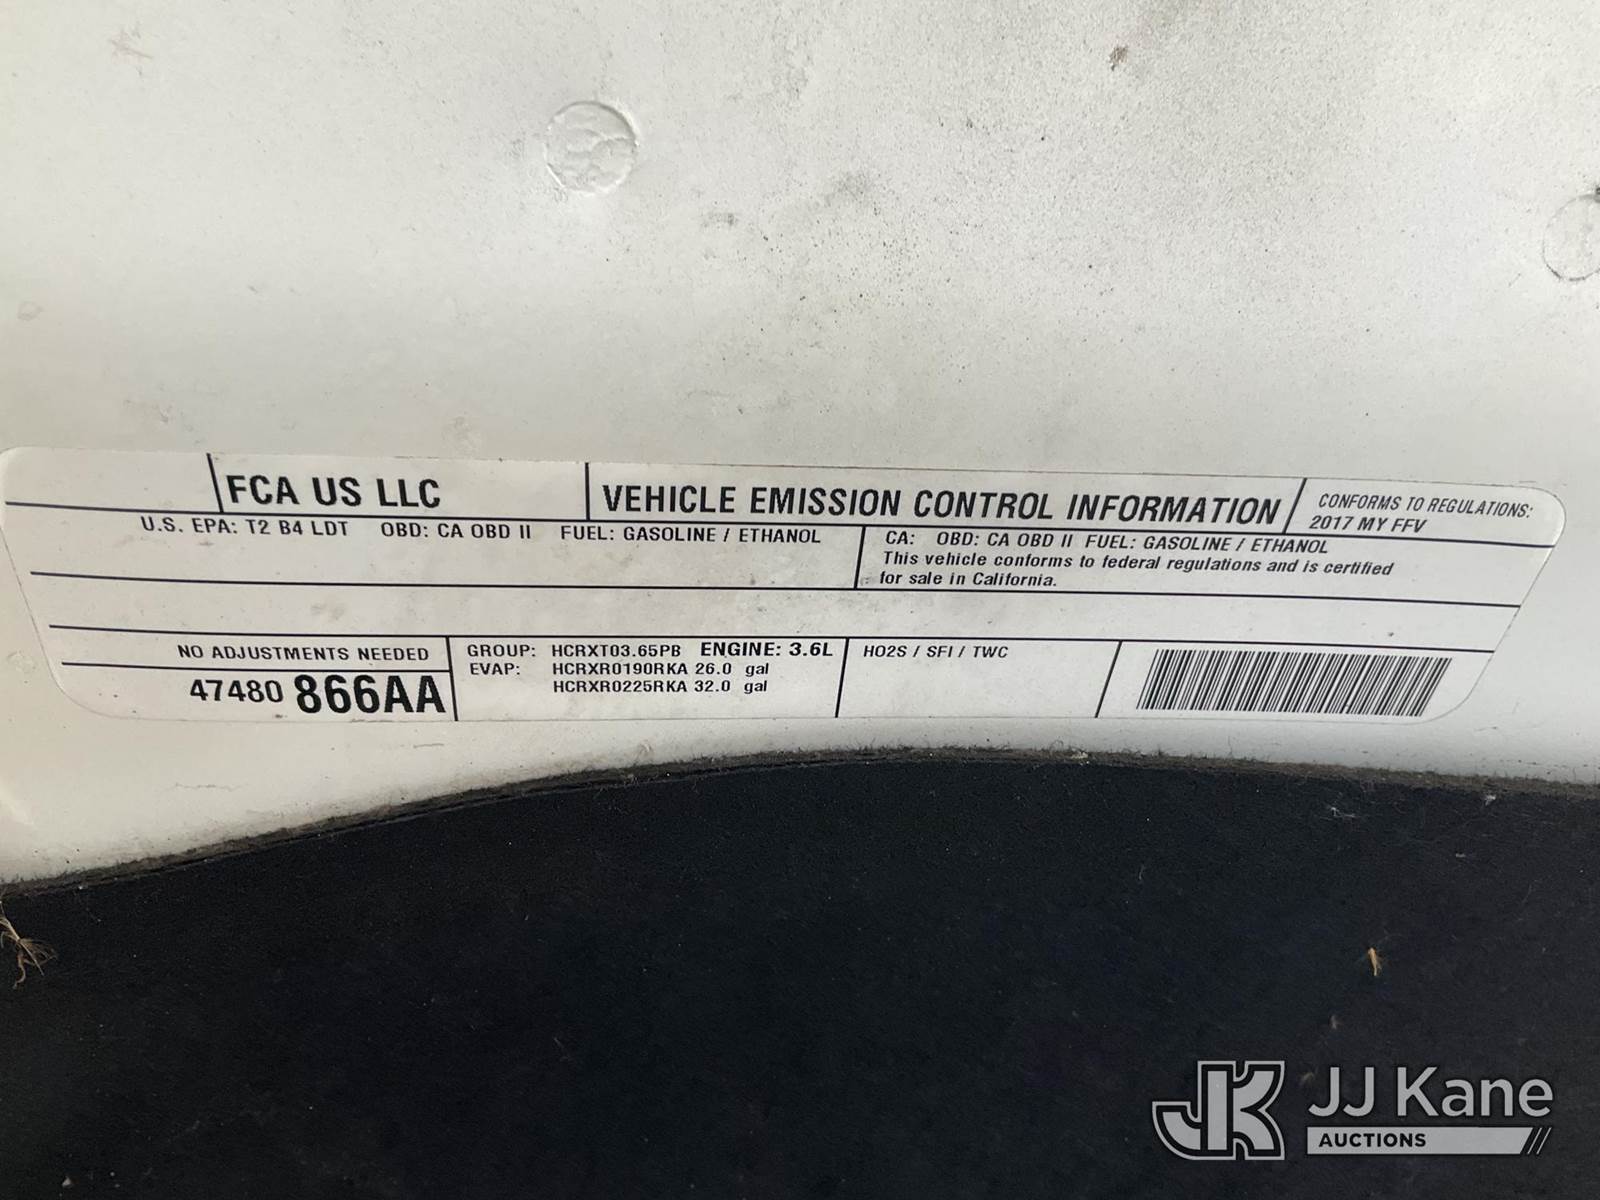 FCA US LLC
VEHICLE EMISSION CONTROL INFORMATION
CONFORMS TO REGULATIONS:
2017 MY FFV
U.S. EPA: T2 B4 LDT OBD: CA OBD II FUEL: GASOLINE / ETHANOL
CA: OBD: CA OBD II FUEL: GASOLINE / ETHANOL
This vehicle conforms to federal regulations and is certified
for sale in California.
NO ADJUSTMENTS NEEDED
47480 866AA
GROUP: HCRXT03.65PB ENGINE: 3.6L
EVAP: HCRXR0190RKA 26.0 gal
HCRXR0225RKA 32.0 gal
HO2S / SFI / TWC
JK JJ Kane
AUCTIONS